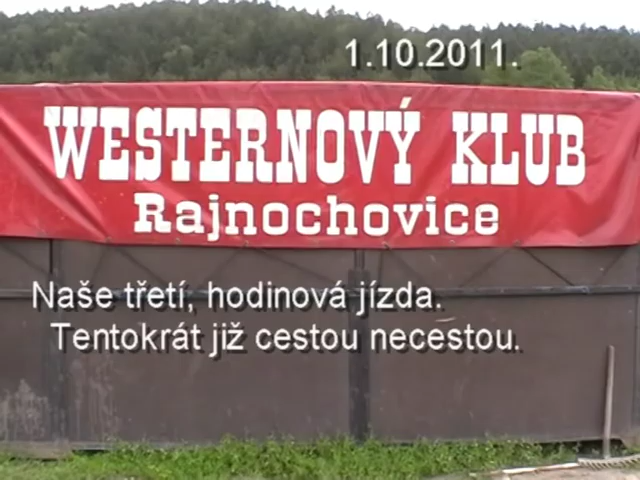 1.10.2011.
WESTERNOVÝ KLUB
Rajnochovice
Naše třetí, hodinová jízda.
Tentokrát již cestou necestou.